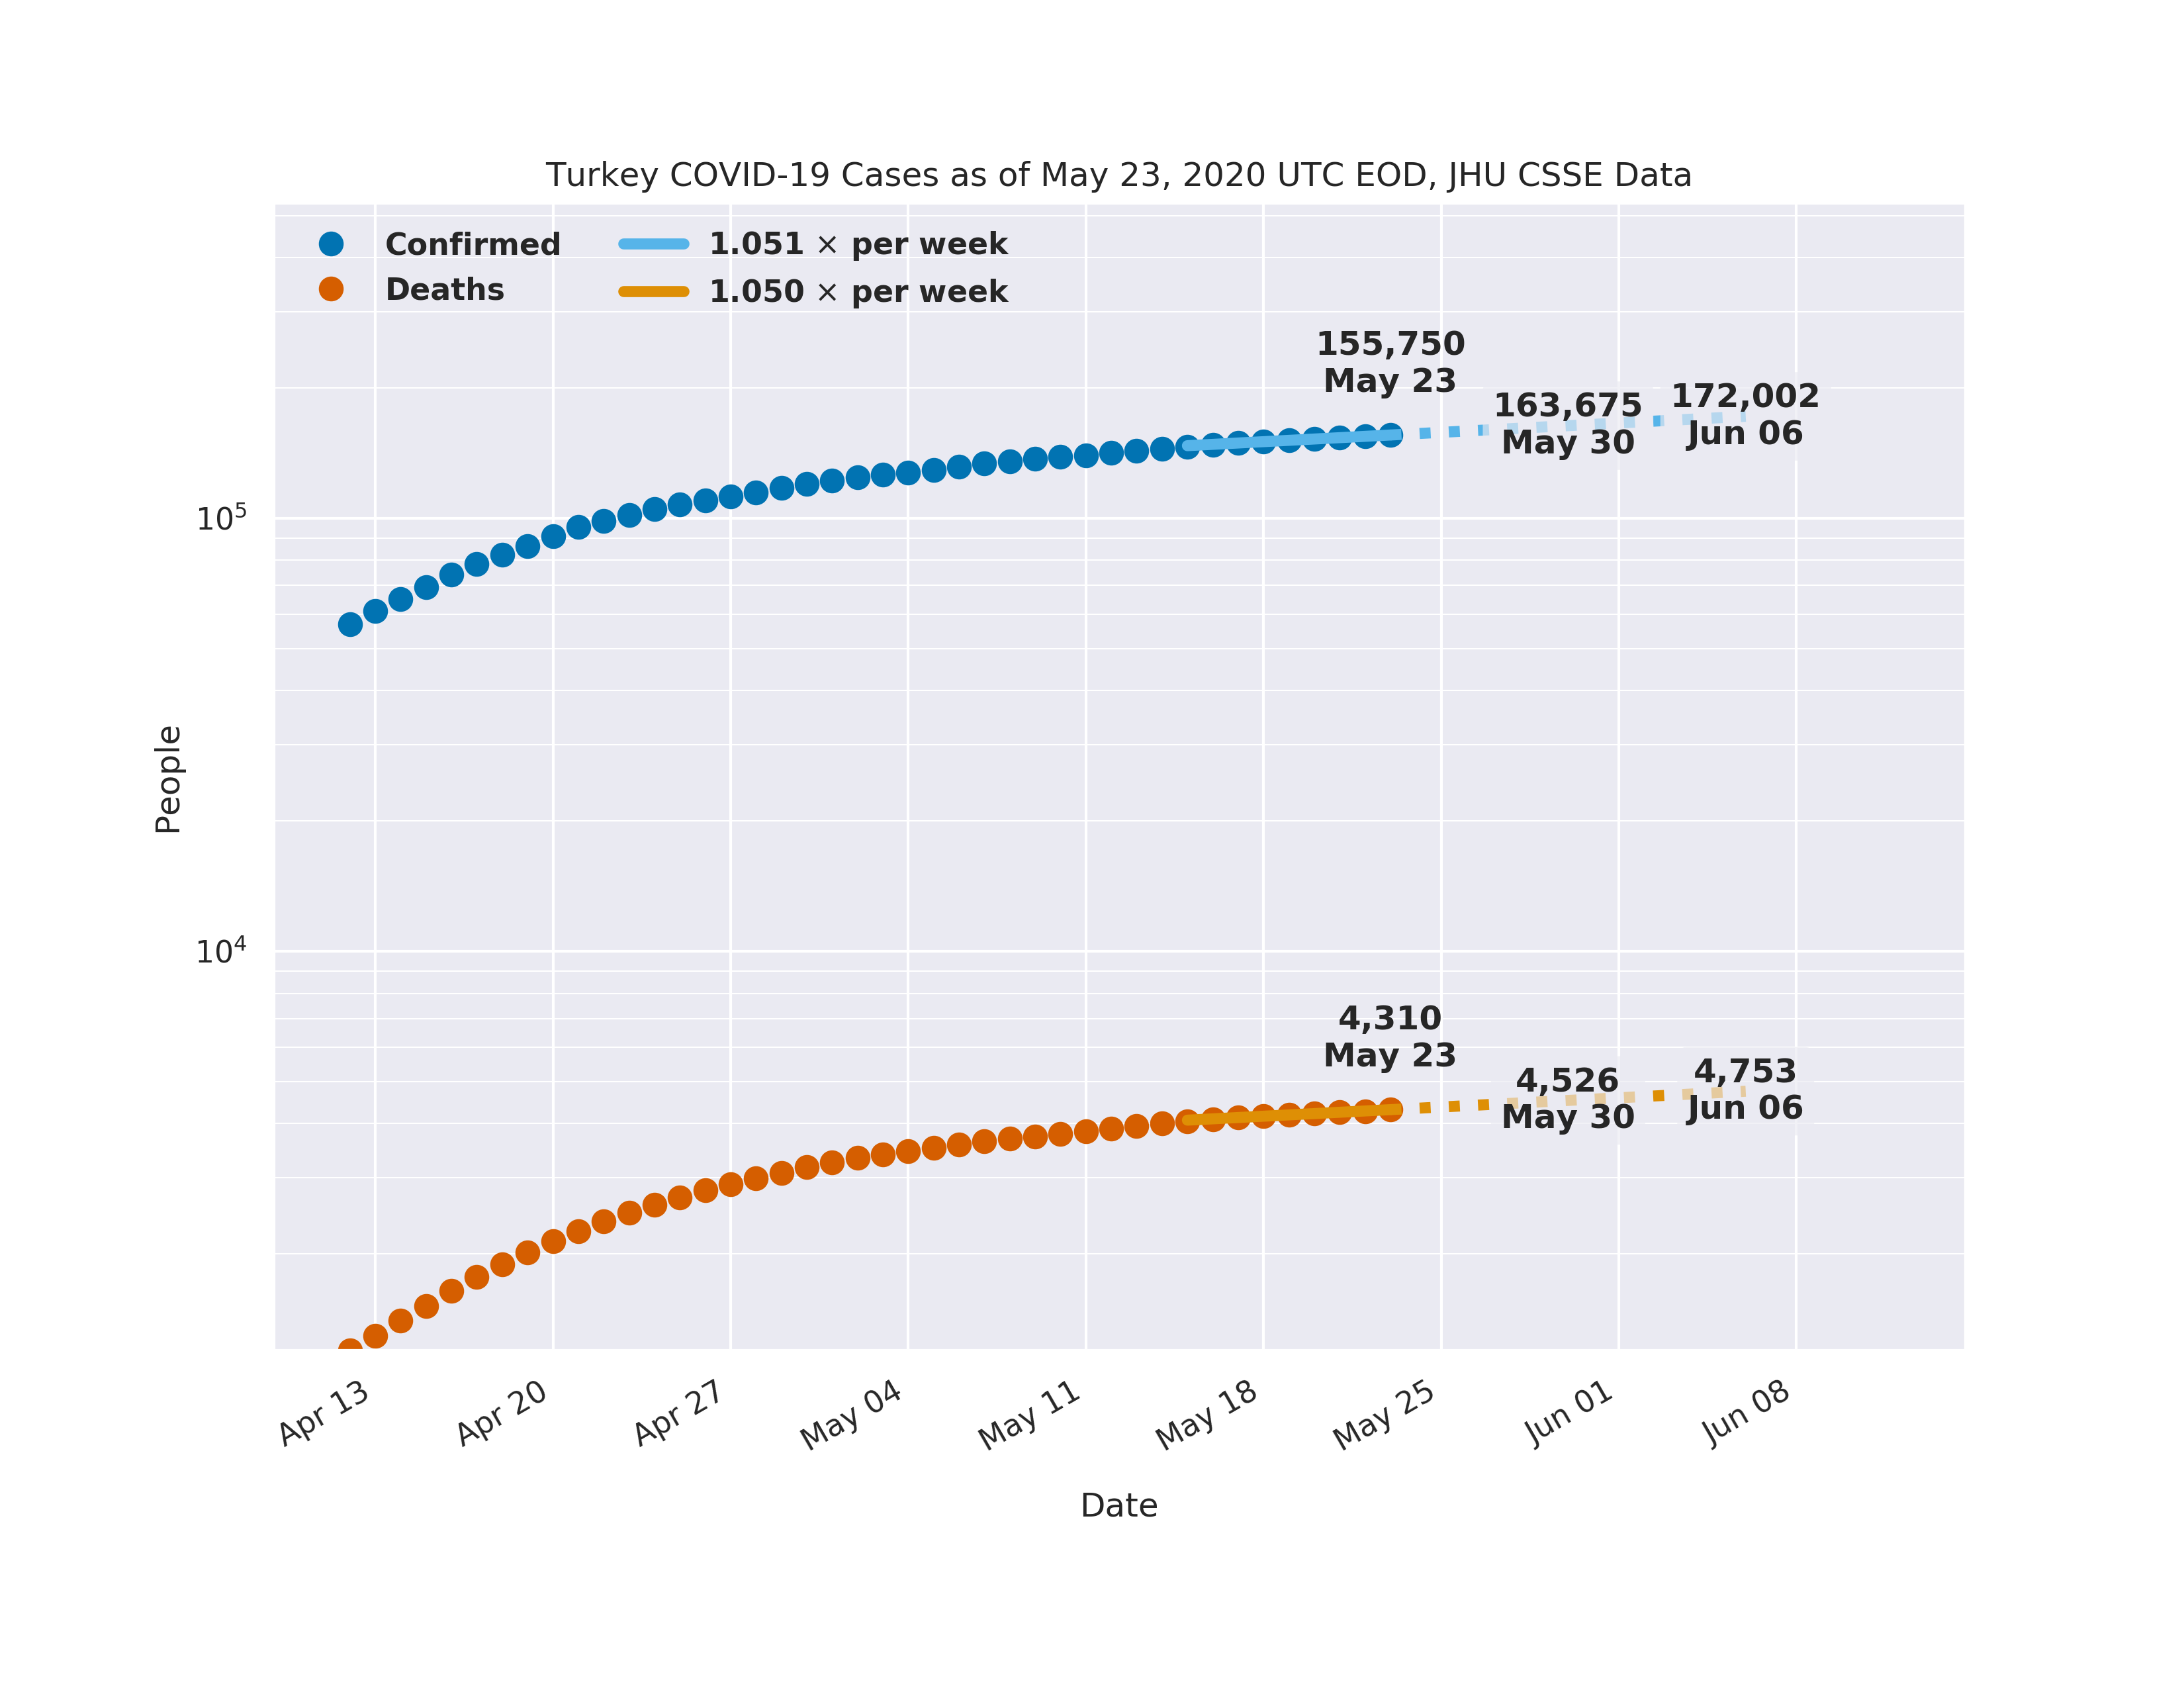 Turkey COVID-19 Cases as of May 23, 2020 UTC EOD, JHU CSSE Data
Confirmed
Deaths
1.051 × per week
1.050 × per week
155,750
May 23
163,675
May 30
172,002
Jun 06
10⁵
People
10⁴
4,310
May 23
4,526
May 30
4,753
Jun 06
Apr 13
Apr 20
Apr 27
May 04
May 11
May 18
May 25
Jun 01
Jun 08
Date